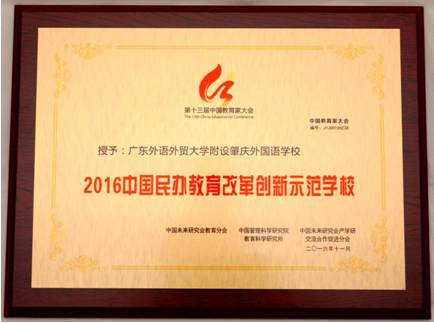 第十三届中国教育家大会
The 13th China Educationist Conference
中国教育家大会
授予：广东外语外贸大学附设肇庆外国语学校
2016中国民办教育改革创新示范学校
中国未来研究会教育分会
中国管理科学研究院
教育科学研究所
中国未来研究会产学研
交流合作促进分会
二〇一六年十一月